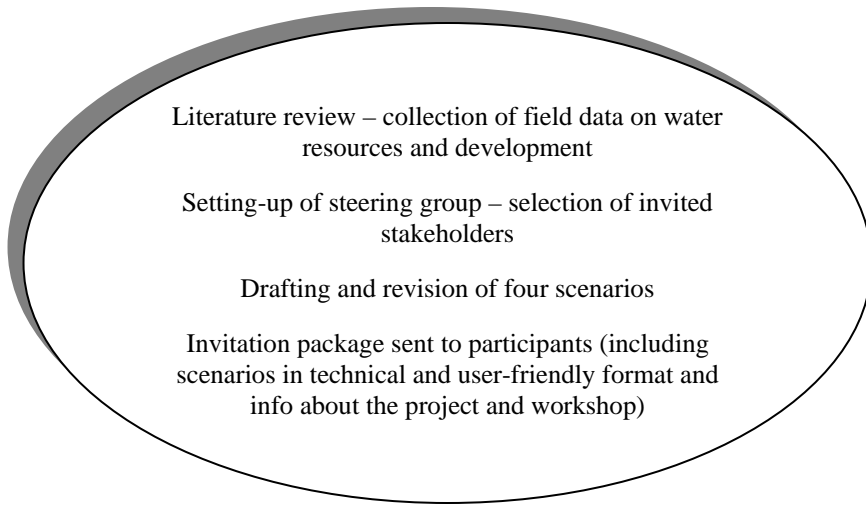 Literature review – collection of field data on water
resources and development
Setting-up of steering group – selection of invited
stakeholders
Drafting and revision of four scenarios
Invitation package sent to participants (including
scenarios in technical and user-friendly format and
info about the project and workshop)